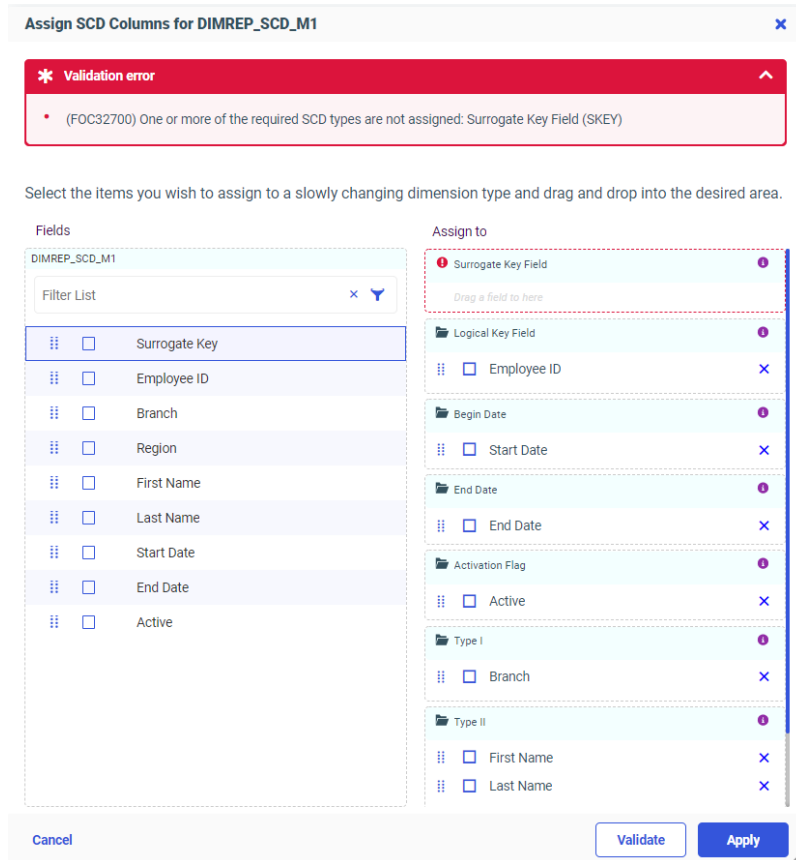 Assign SCD Columns for DIMREP_SCD_M1
Validation error
(FOC32700) One or more of the required SCD types are not assigned: Surrogate Key Field (SKEY)
Select the items you wish to assign to a slowly changing dimension type and drag and drop into the desired area.
Fields
DIMREP_SCD_M1
Filter List
Surrogate Key
Employee ID
Branch
Region
First Name
Last Name
Start Date
End Date
Active
Assign to
Surrogate Key Field
Drag a field to here
Logical Key Field
Employee ID
Begin Date
Start Date
End Date
End Date
Activation Flag
Active
Type I
Branch
Type II
First Name
Last Name
Cancel
Validate
Apply